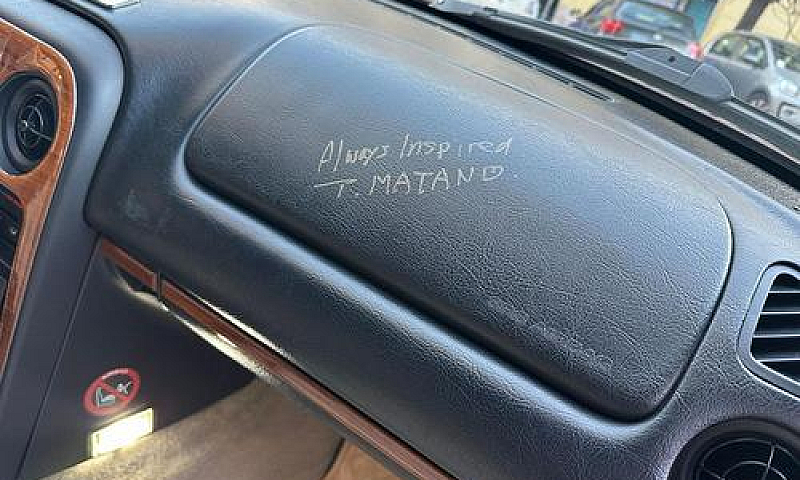 Always Inspired
T. MATANO.